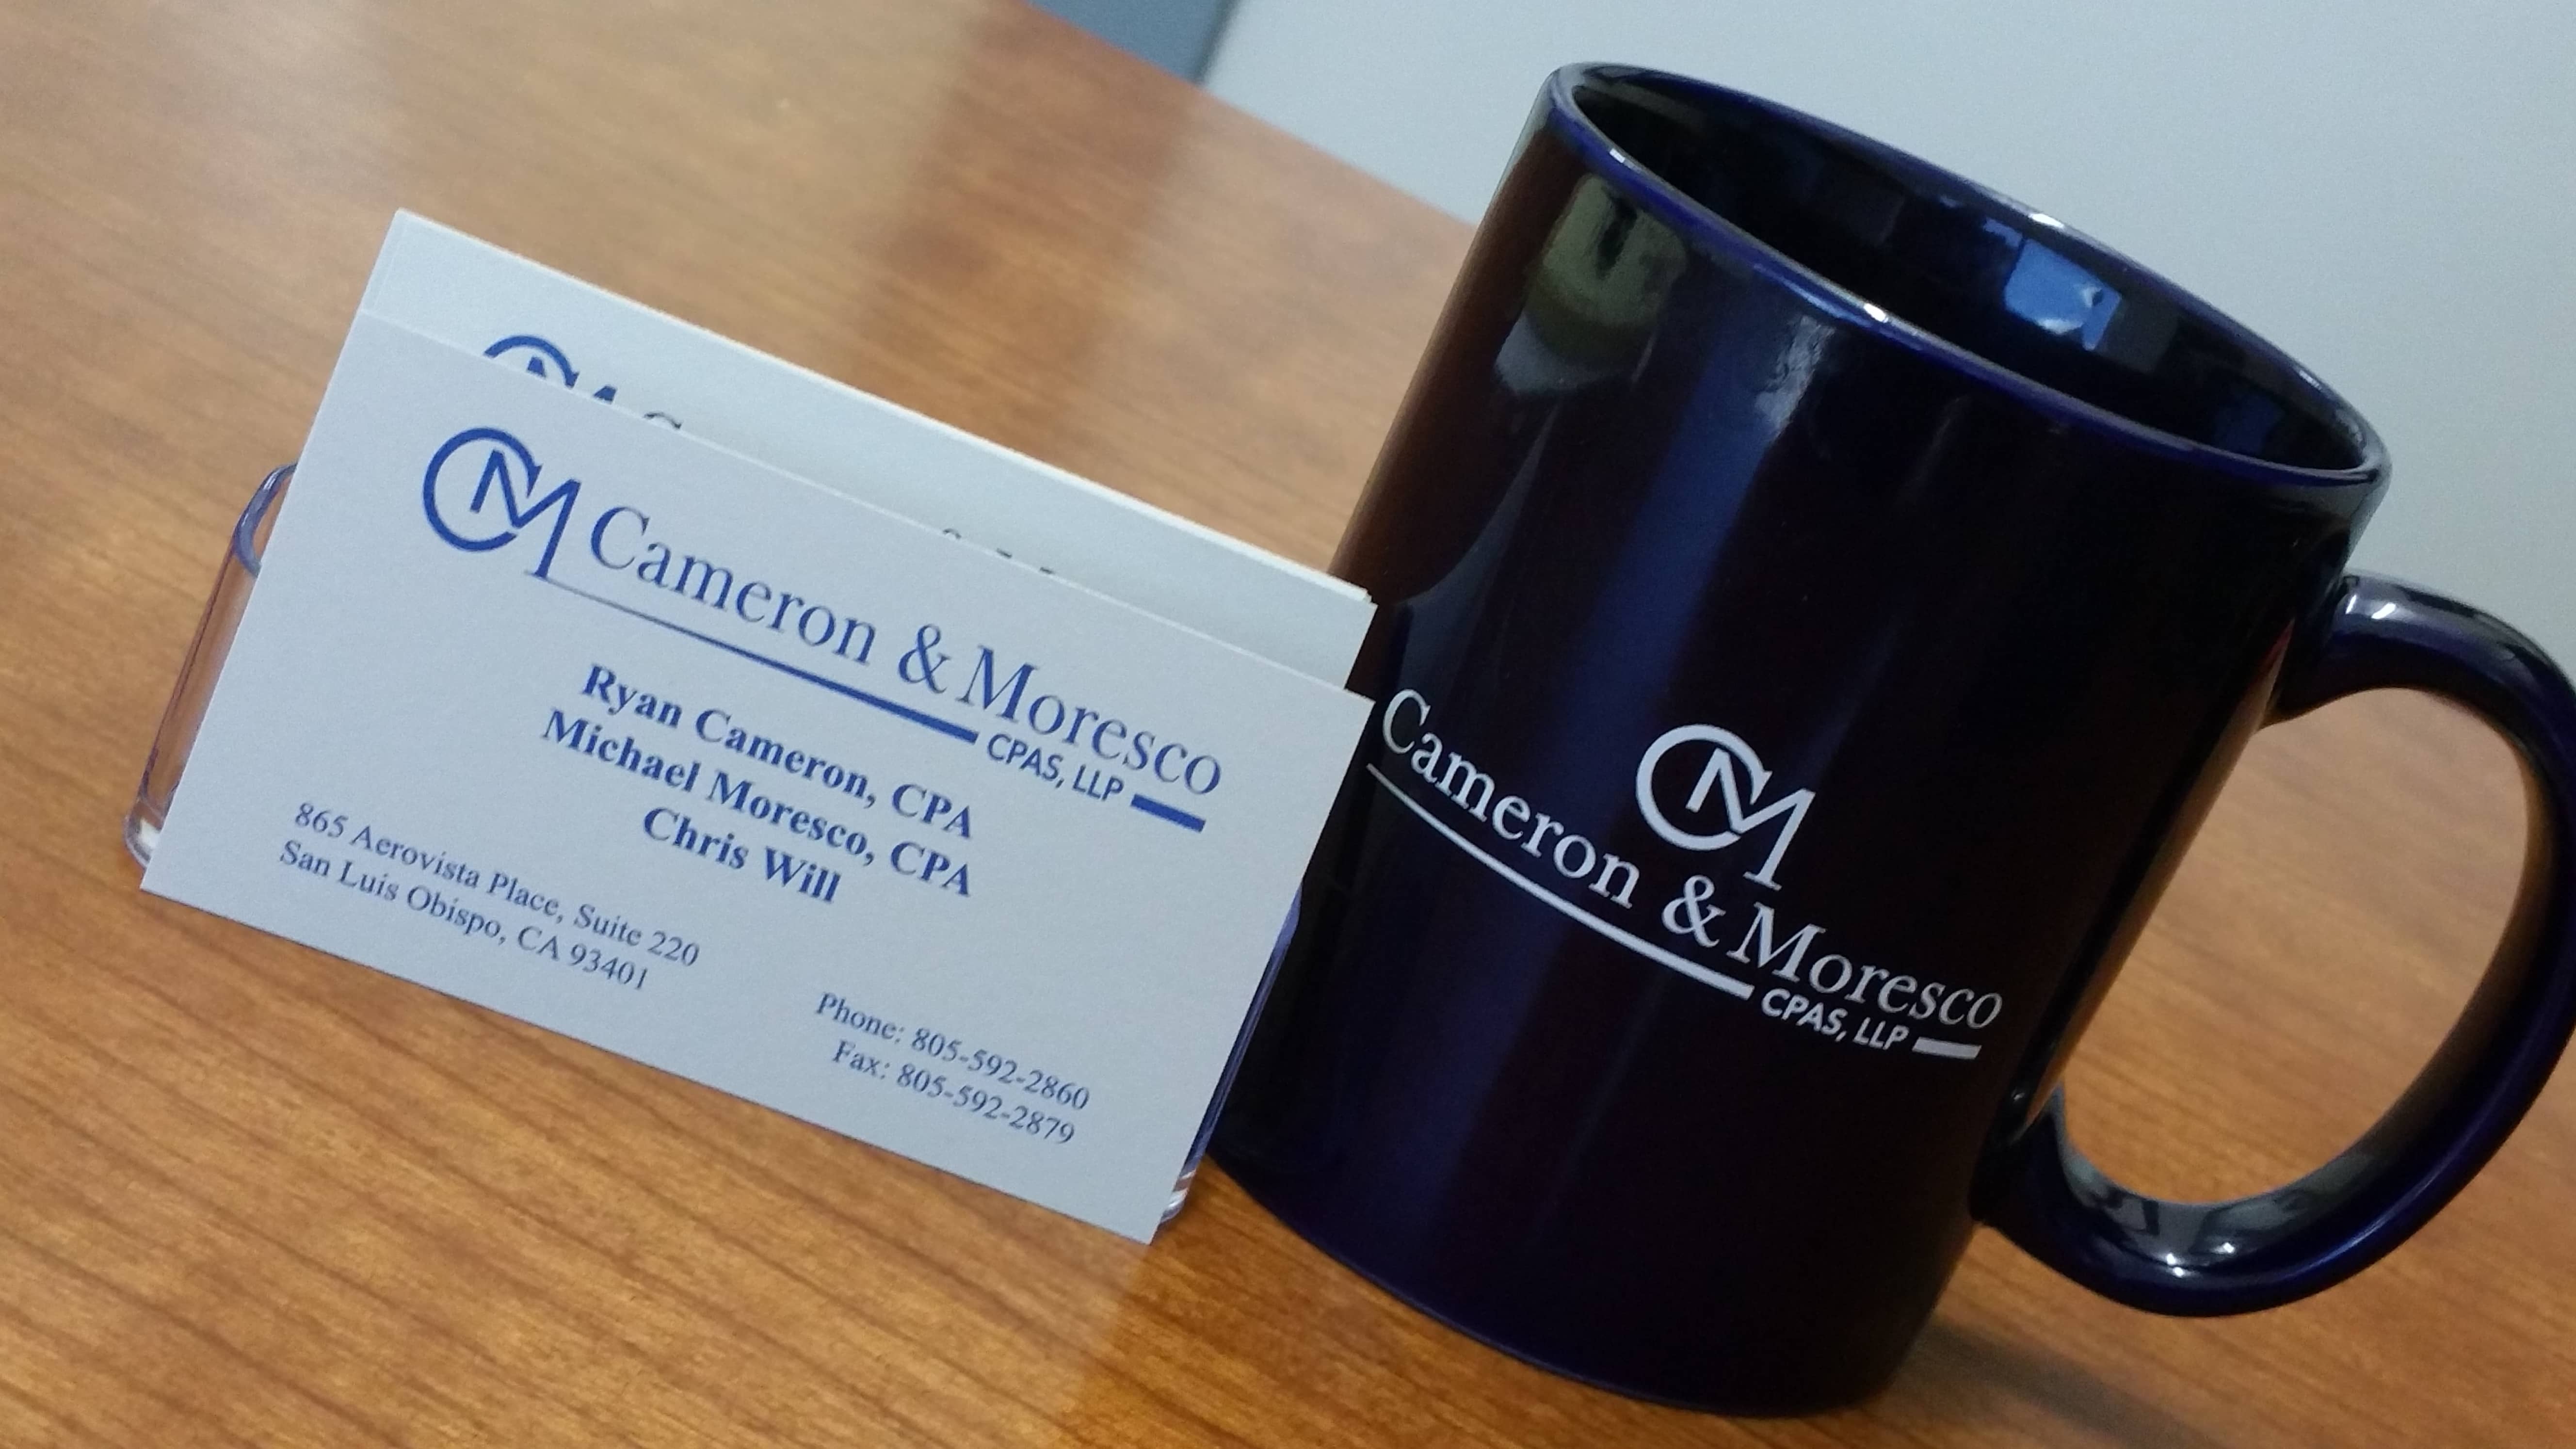 CM Cameron & Moresco
CPAS, LLP
Ryan Cameron, CPA
Michael Moresco, CPA
Chris Will
865 Aerovista Place, Suite 220
San Luis Obispo, CA 93401
Phone: 805-592-2860
Fax: 805-592-2879
CM
Cameron & Moresco
CPAS, LLP